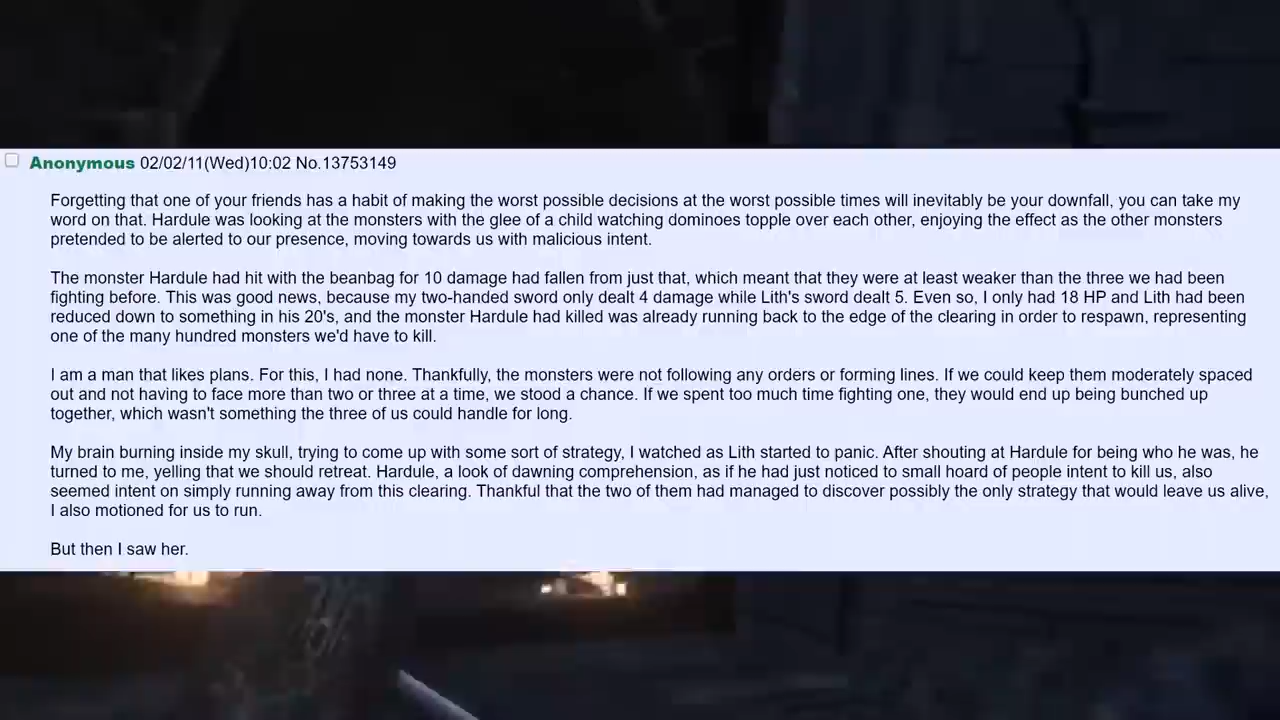 Anonymous 02/02/11(Wed)10:02 No.13753149
Forgetting that one of your friends has a habit of making the worst possible decisions at the worst possible times will inevitably be your downfall, you can take my
word on that. Hardule was looking at the monsters with the glee of a child watching dominoes topple over each other, enjoying the effect as the other monsters
pretended to be alerted to our presence, moving towards us with malicious intent.
The monster Hardule had hit with the beanbag for 10 damage had fallen from just that, which meant that they were at least weaker than the three we had been
fighting before. This was good news, because my two-handed sword only dealt 4 damage while Lith's sword dealt 5. Even so, I only had 18 HP and Lith had been
reduced down to something in his 20's, and the monster Hardule had killed was already running back to the edge of the clearing in order to respawn, representing
one of the many hundred monsters we'd have to kill.
I am a man that likes plans. For this, I had none. Thankfully, the monsters were not following any orders or forming lines. If we could keep them moderately spaced
out and not having to face more than two or three at a time, we stood a chance. If we spent too much time fighting one, they would end up being bunched up
together, which wasn't something the three of us could handle for long.
My brain burning inside my skull, trying to come up with some sort of strategy, I watched as Lith started to panic. After shouting at Hardule for being who he was, he
turned to me, yelling that we should retreat. Hardule, a look of dawning comprehension, as if he had just noticed to small hoard of people intent to kill us, also
seemed intent on simply running away from this clearing. Thankful that the two of them had managed to discover possibly the only strategy that would leave us alive,
I also motioned for us to run.
But then I saw her.